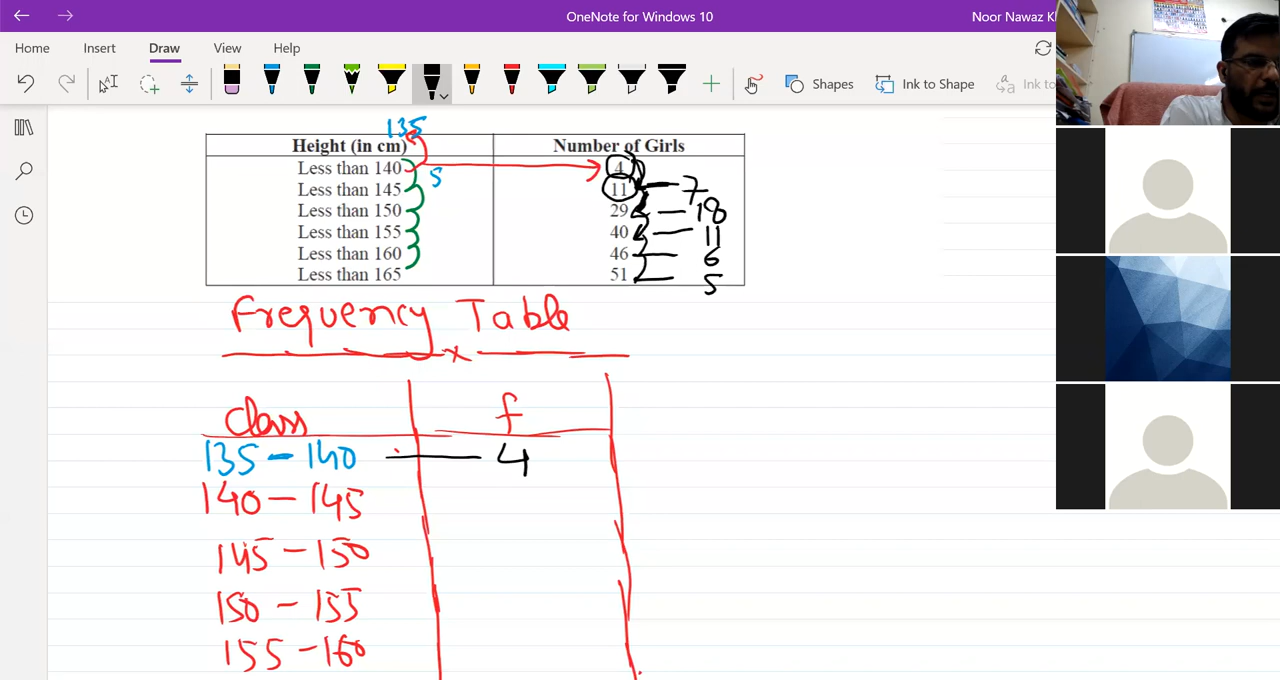 OneNote for Windows 10
Noor Nawaz Kh
Home Insert Draw View Help
Shapes Ink to Shape Ink to
135
Height (in cm) Number of Girls
Less than 140 4
5
Less than 145 11 7
Less than 150 29 18
Less than 155 40 11
Less than 160 46 6
Less than 165 51 5
Frequency Table
x
Class f
135 - 140 4
140 - 145
145 - 150
150 - 155
155 - 160